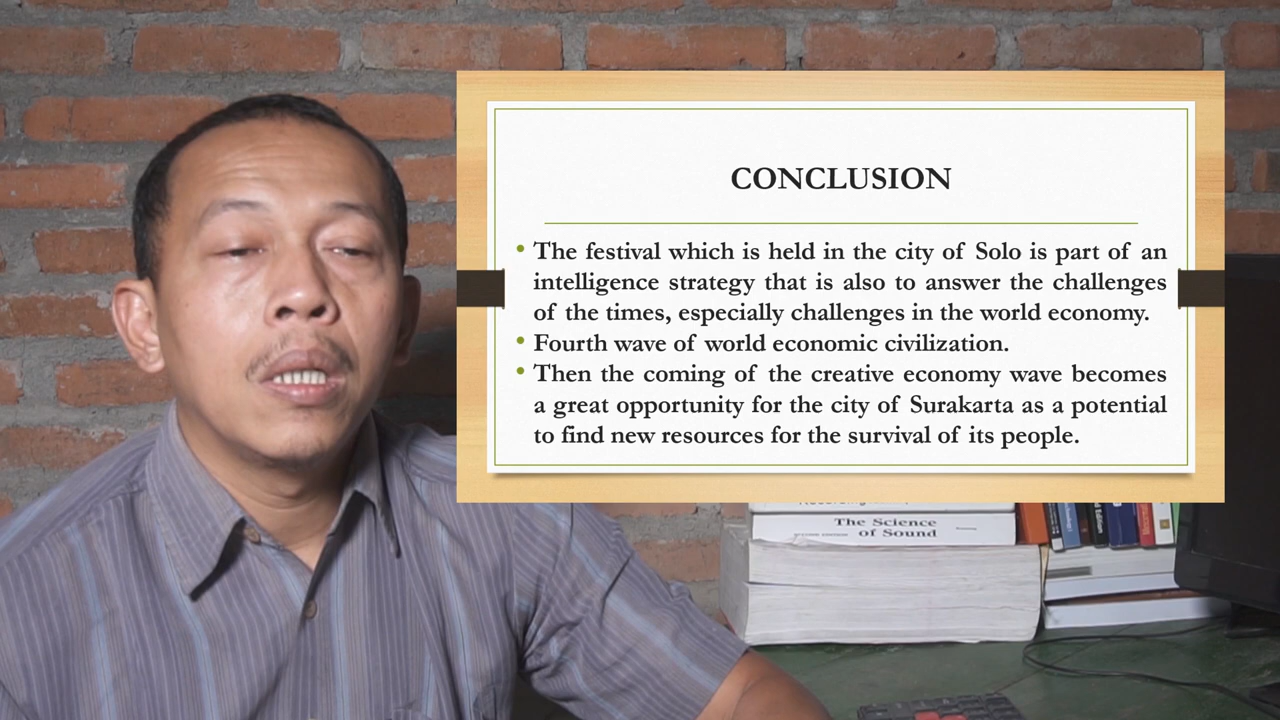 CONCLUSION
• The festival which is held in the city of Solo is part of an
intelligence strategy that is also to answer the challenges
of the times, especially challenges in the world economy.
• Fourth wave of world economic civilization.
• Then the coming of the creative economy wave becomes
a great opportunity for the city of Surakarta as a potential
to find new resources for the survival of its people.
The Science
of Sound